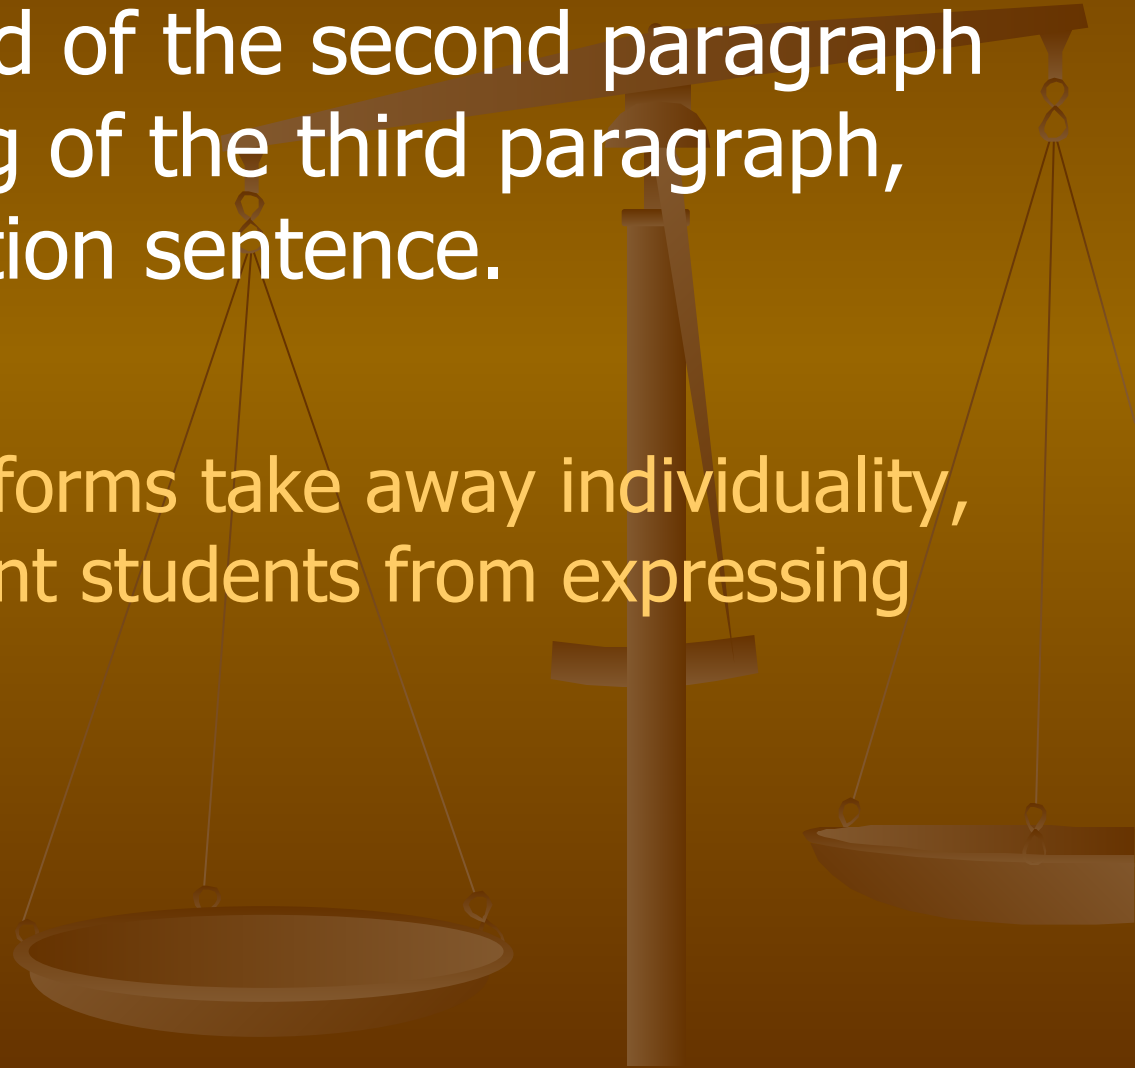 d of the second paragraph
g of the third paragraph,
tion sentence.
forms take away individuality,
nt students from expressing